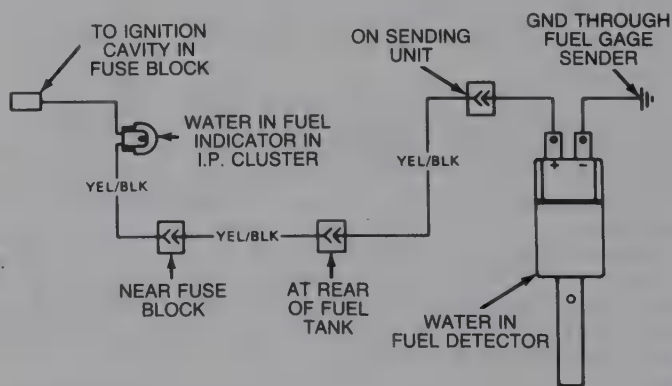 TO IGNITION
CAVITY IN
FUSE BLOCK
WATER IN FUEL
INDICATOR IN
I.P. CLUSTER
YEL/BLK
NEAR FUSE
BLOCK
YEL/BLK
AT REAR
OF FUEL
TANK
YEL/BLK
ON SENDING
UNIT
GND THROUGH
FUEL GAGE
SENDER
+ −
WATER IN
FUEL DETECTOR